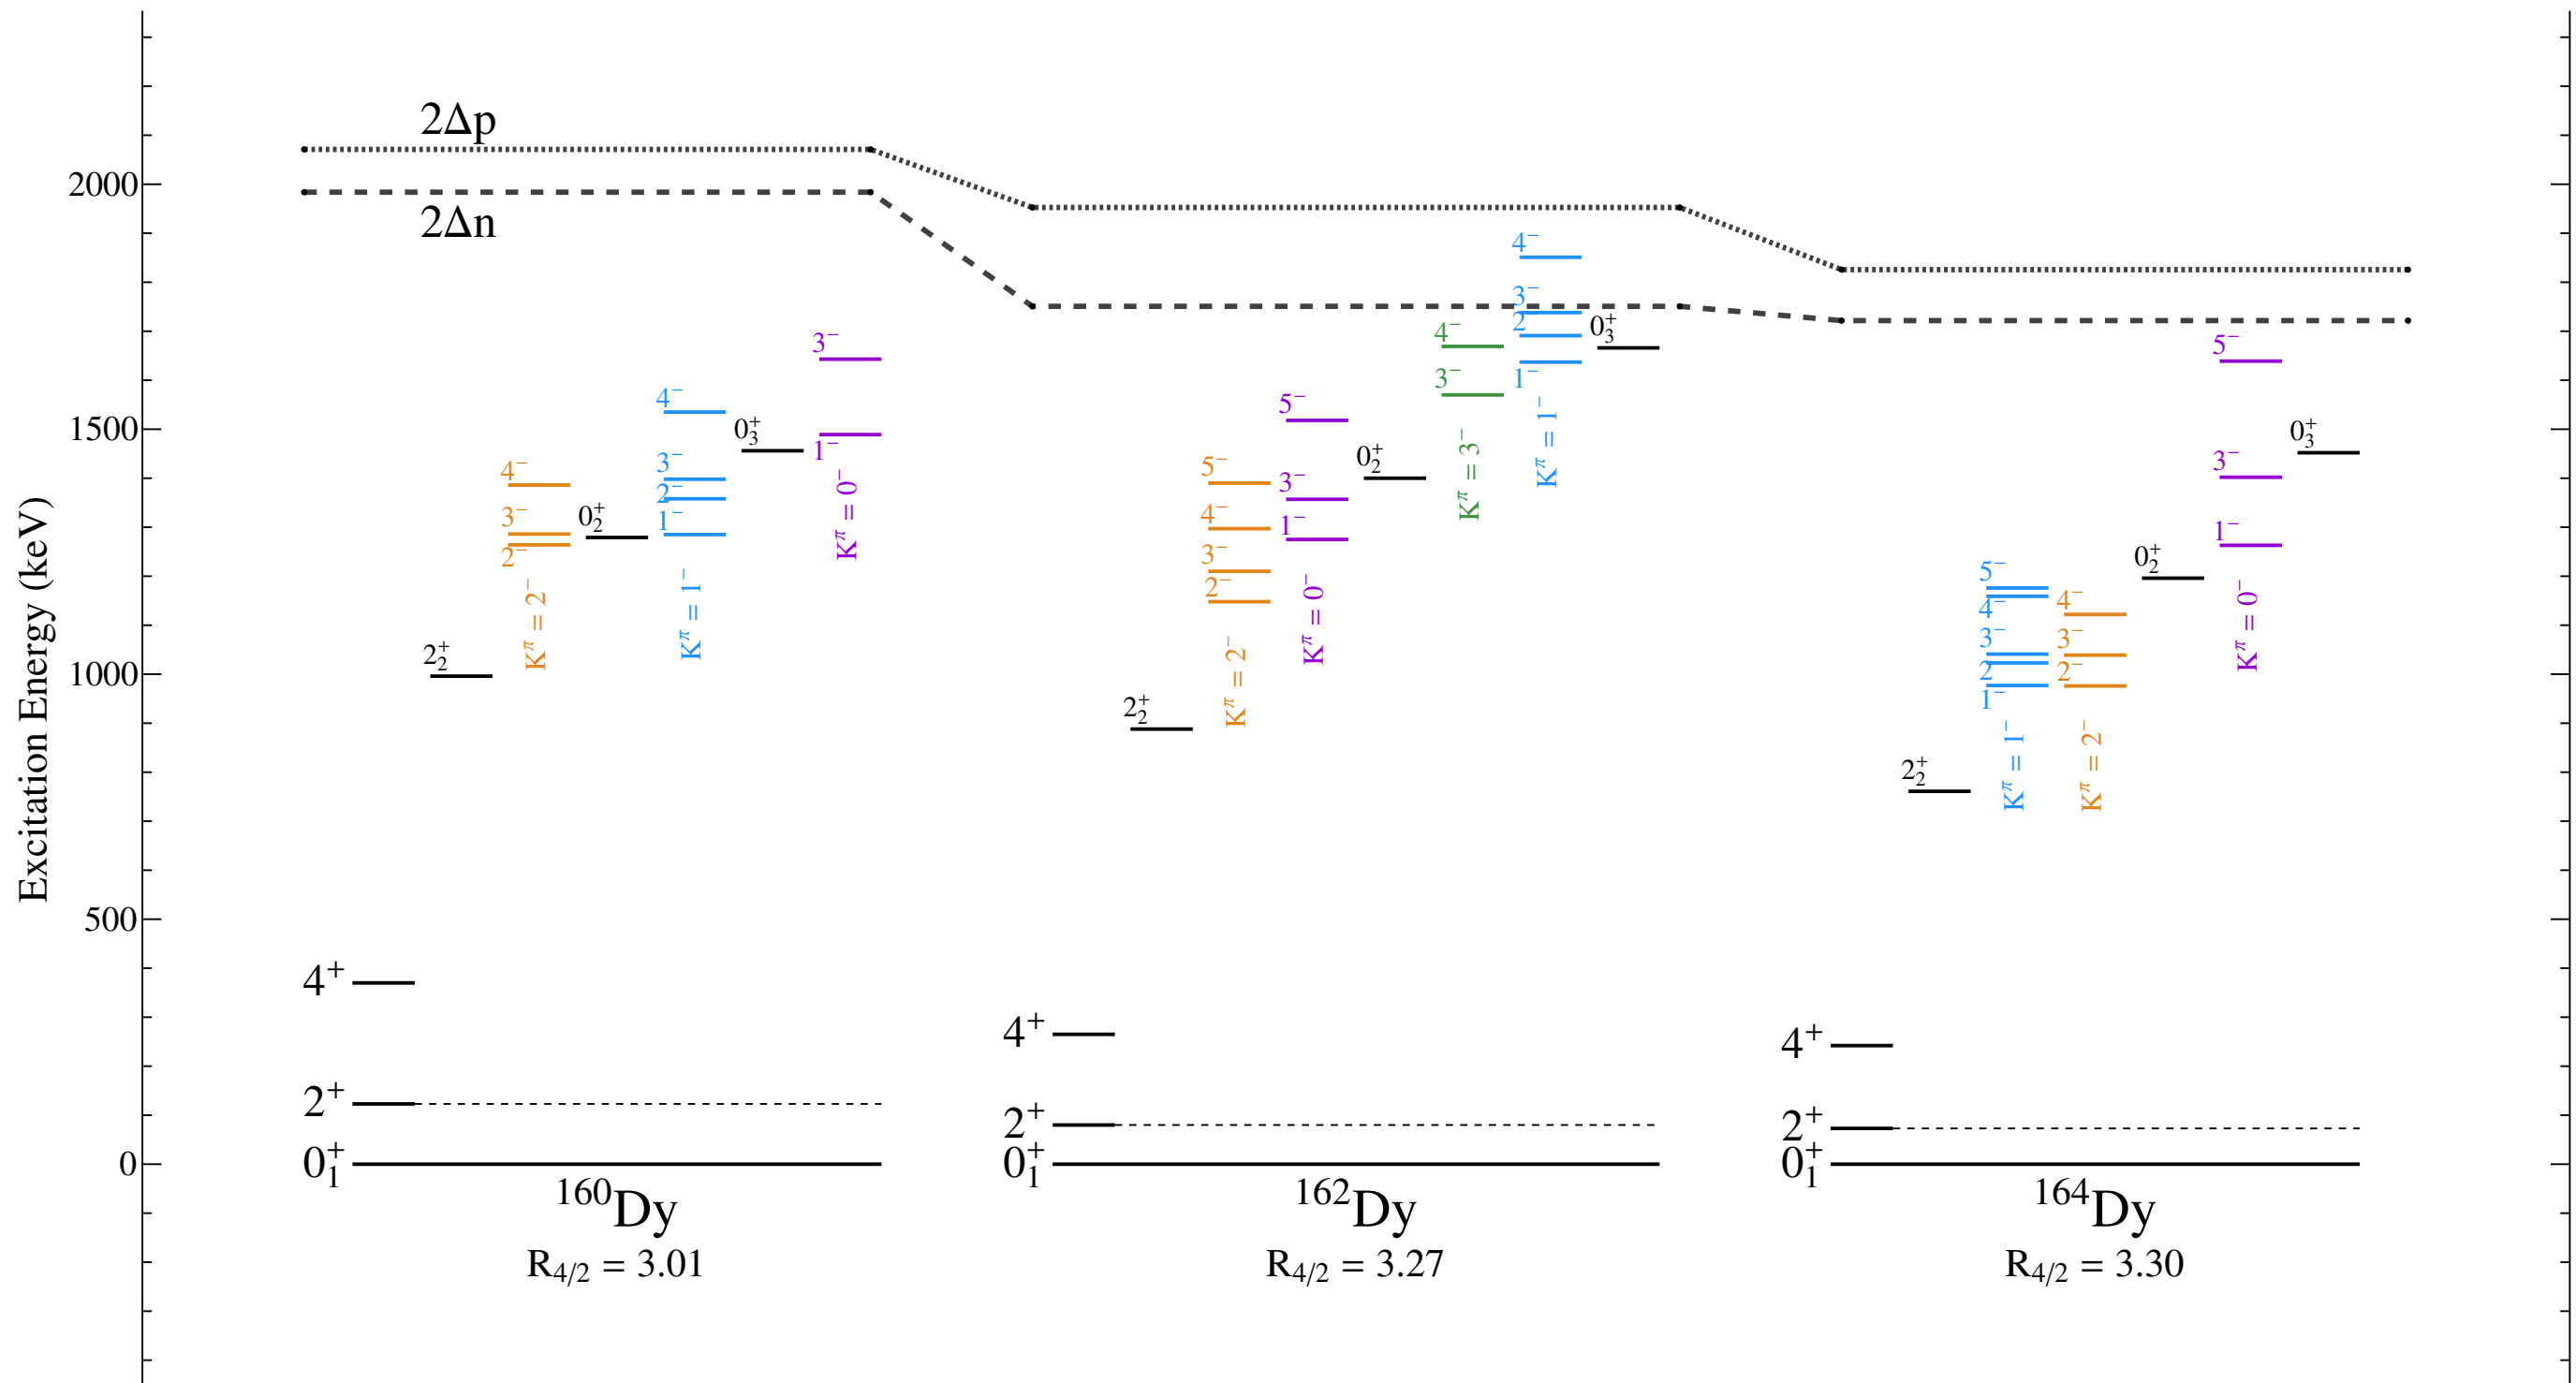 Excitation Energy (keV)
2000
1500
1000
500
0
2Δp
2Δn
4⁺
2⁺
0₁⁺
2₂⁺
4⁻
3⁻
2⁻
K^π = 2⁻
0₂⁺
4⁻
3⁻
2⁻
1⁻
K^π = 1⁻
0₃⁺
3⁻
1⁻
K^π = 0⁻
¹⁶⁰Dy
R₄/₂ = 3.01
4⁺
2⁺
0₁⁺
2₂⁺
5⁻
4⁻
3⁻
2⁻
K^π = 2⁻
5⁻
3⁻
1⁻
K^π = 0⁻
0₂⁺
4⁻
3⁻
K^π = 3⁻
4⁻
3⁻
2⁻
1⁻
K^π = 1⁻
0₃⁺
¹⁶²Dy
R₄/₂ = 3.27
4⁺
2⁺
0₁⁺
2₂⁺
5⁻
4⁻
3⁻
2⁻
1⁻
K^π = 1⁻
4⁻
3⁻
2⁻
K^π = 2⁻
0₂⁺
5⁻
3⁻
1⁻
K^π = 0⁻
0₃⁺
¹⁶⁴Dy
R₄/₂ = 3.30